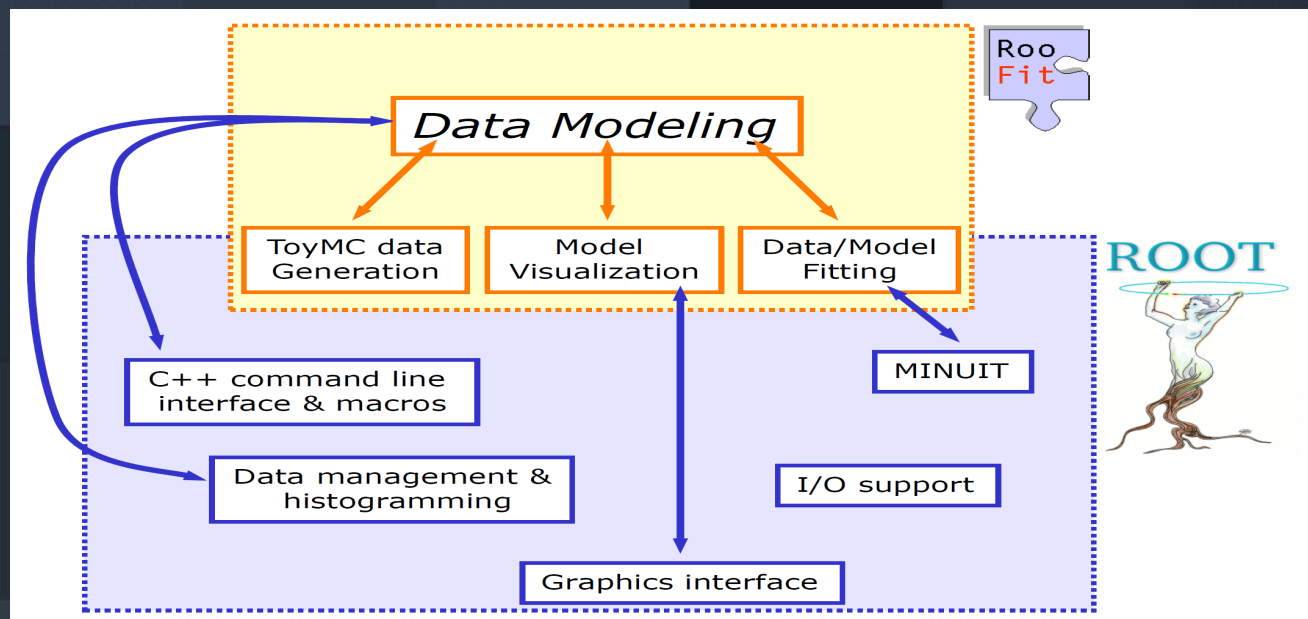 Roo
Fit
Data Modeling
ToyMC data
Generation
Model
Visualization
Data/Model
Fitting
ROOT
C++ command line
interface & macros
MINUIT
Data management &
histogramming
I/O support
Graphics interface